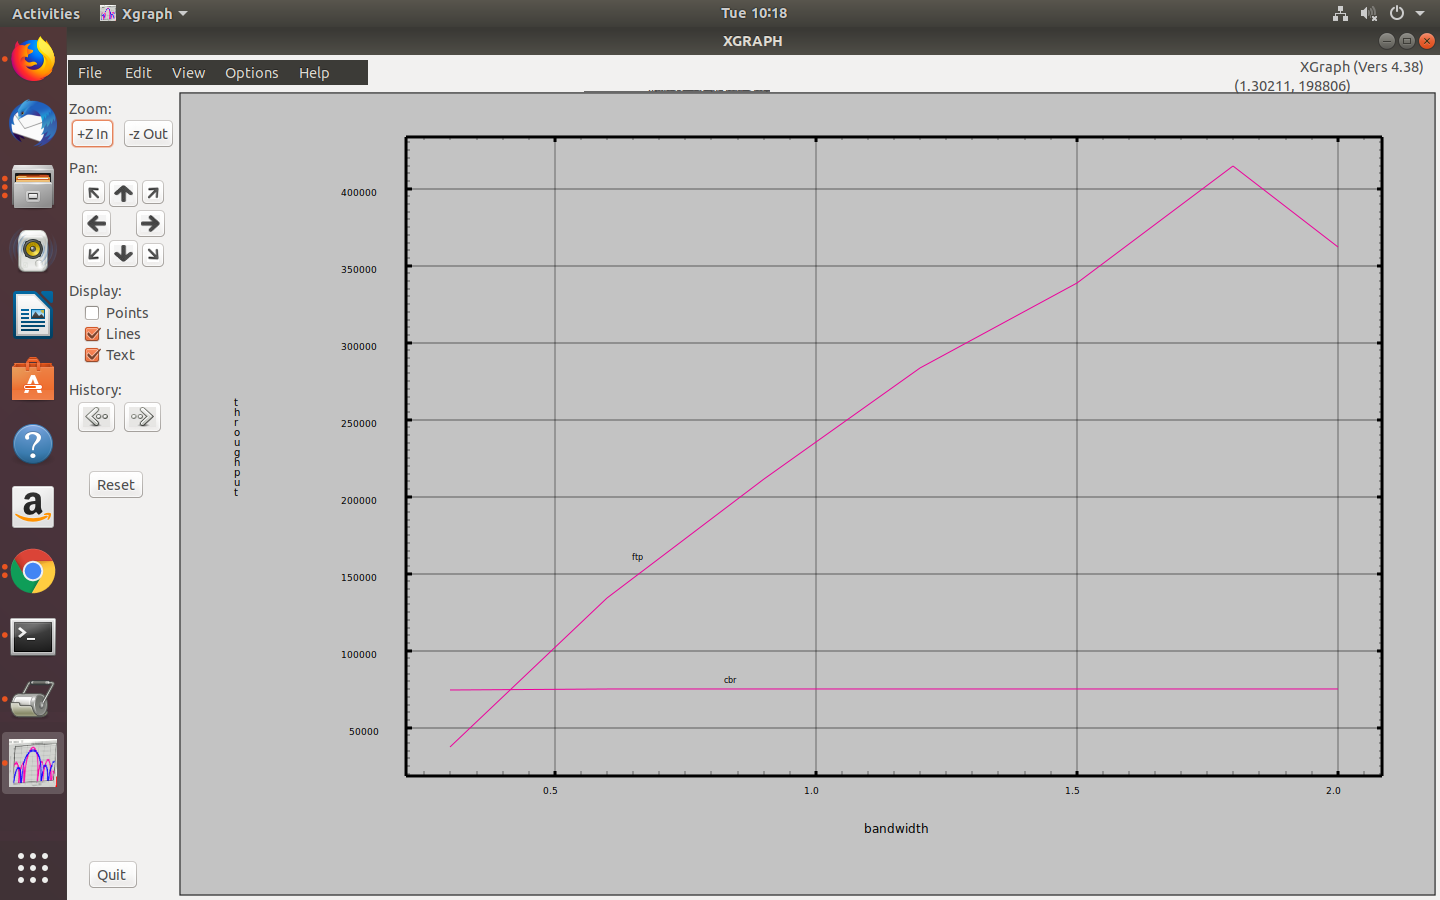 Activities
Xgraph
Tue 10:18
XGRAPH
File Edit View Options Help
XGraph (Vers 4.38)
(1.30211, 198806)
Zoom:
+Z In
-z Out
Pan:
Display:
Points
Lines
Text
History:
Reset
Quit
throughput
400000
350000
300000
250000
200000
150000
100000
50000
ftp
cbr
0.5 1.0 1.5 2.0
bandwidth